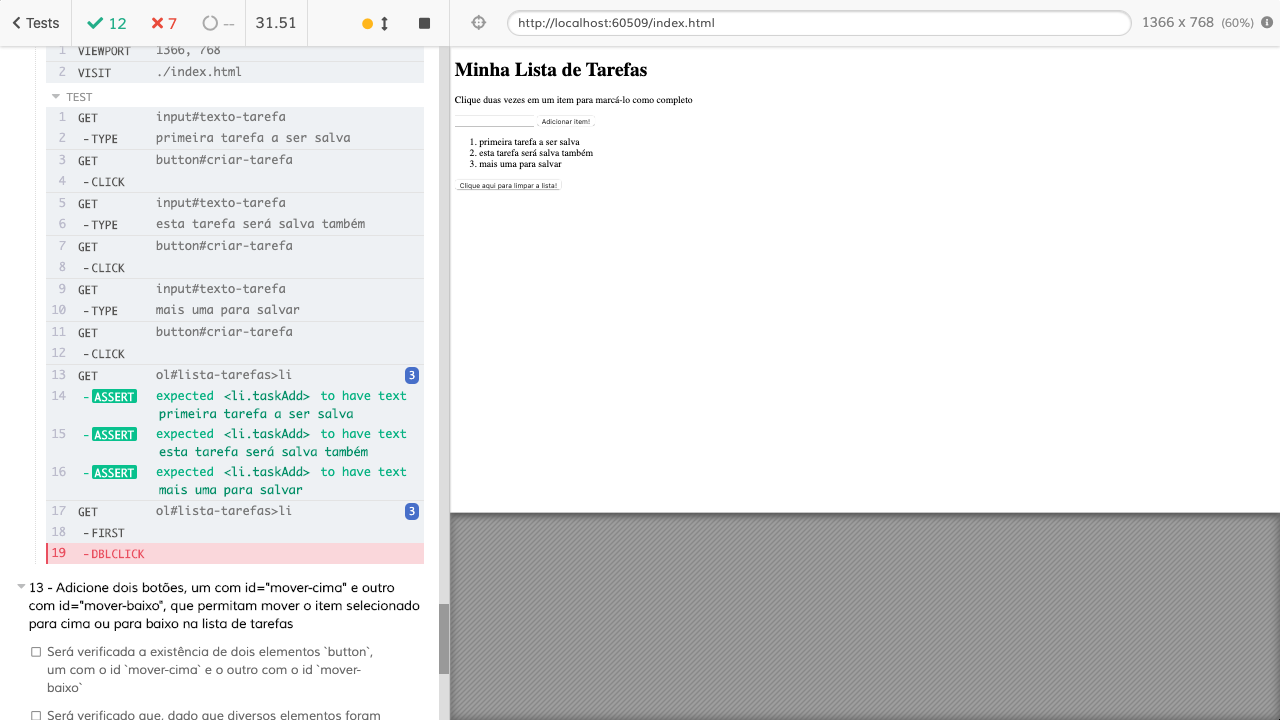 Tests 12 7 -- 31.51 http://localhost:60509/index.html 1366 x 768 (60%)
1 VIEWPORT 1366, 768
2 VISIT ./index.html
TEST
1 GET input#texto-tarefa
2 -TYPE primeira tarefa a ser salva
3 GET button#criar-tarefa
4 -CLICK
5 GET input#texto-tarefa
6 -TYPE esta tarefa será salva também
7 GET button#criar-tarefa
8 -CLICK
9 GET input#texto-tarefa
10 -TYPE mais uma para salvar
11 GET button#criar-tarefa
12 -CLICK
13 GET ol#lista-tarefas>li 3
14 -ASSERT expected <li.taskAdd> to have text
primeira tarefa a ser salva
15 -ASSERT expected <li.taskAdd> to have text
esta tarefa será salva também
16 -ASSERT expected <li.taskAdd> to have text
mais uma para salvar
17 GET ol#lista-tarefas>li 3
18 -FIRST
19 -DBLCLICK
13 - Adicione dois botões, um com id="mover-cima" e outro
com id="mover-baixo", que permitam mover o item selecionado
para cima ou para baixo na lista de tarefas
Será verificada a existência de dois elementos `button`,
um com o id `mover-cima` e o outro com o id `mover-
baixo`
Será verificado que, dado que diversos elementos foram
Minha Lista de Tarefas
Clique duas vezes em um item para marcá-lo como completo
Adicionar item!
1. primeira tarefa a ser salva
2. esta tarefa será salva também
3. mais uma para salvar
Clique aqui para limpar a lista!